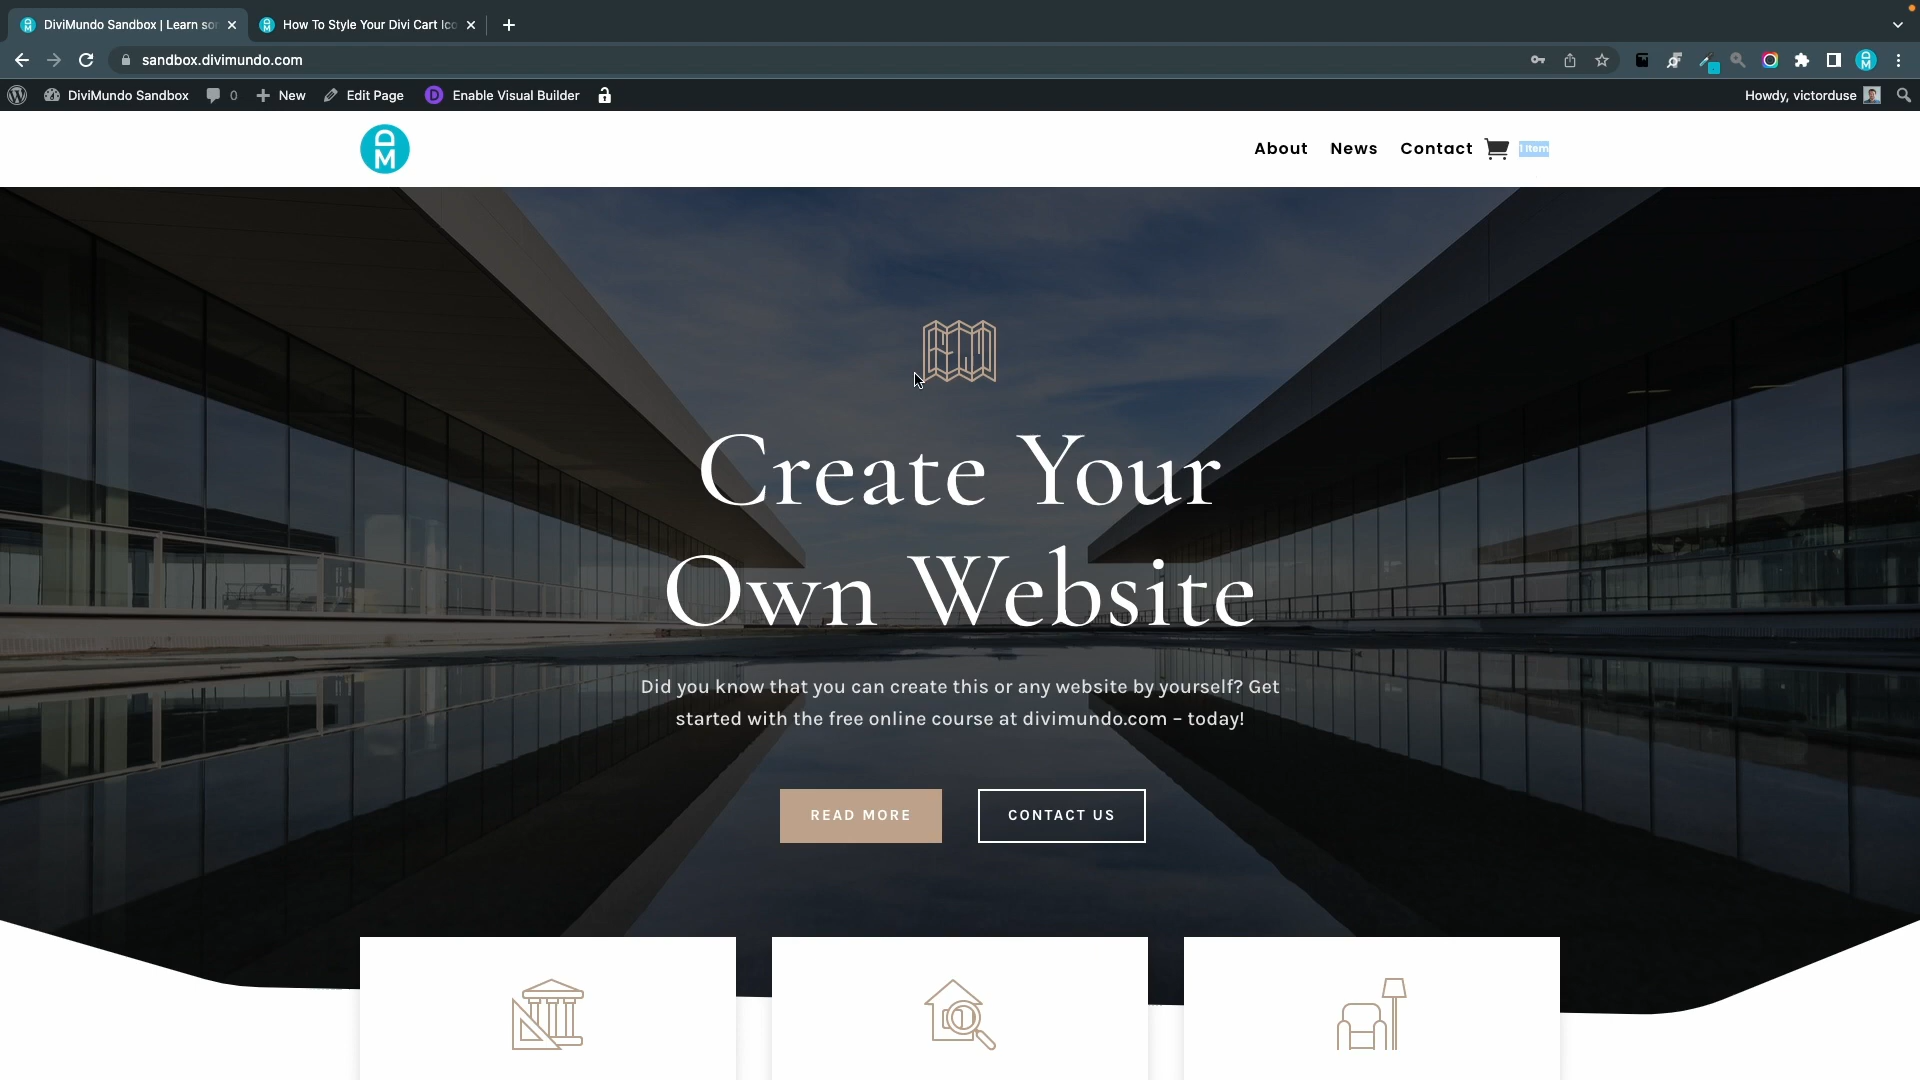 DiviMundo Sandbox | Learn so
How To Style Your Divi Cart Ico
sandbox.divimundo.com
DiviMundo Sandbox
0
New
Edit Page
D
Enable Visual Builder
Howdy, victorduse
DM
About
News
Contact
1 Item
Create Your
Own Website
Did you know that you can create this or any website by yourself? Get
started with the free online course at divimundo.com – today!
READ MORE
CONTACT US